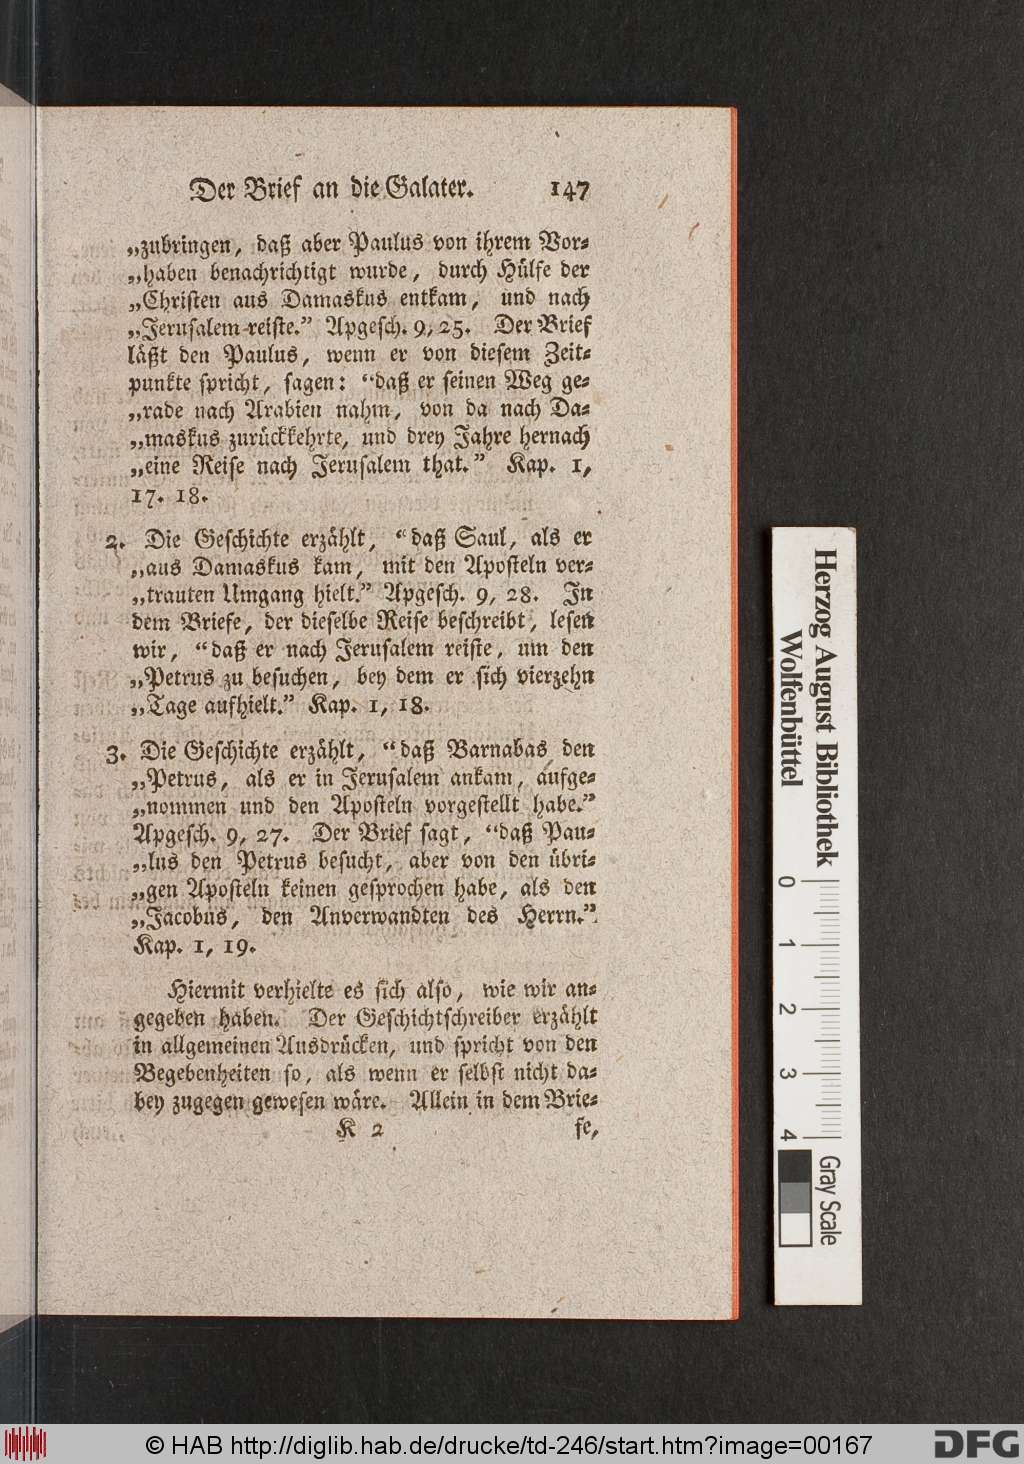 Der Brief an die Galater. 147
„zubringen, daß aber Paulus von ihrem Vor-
„haben benachrichtigt wurde, durch Hülfe der
„Christen aus Damaskus entkam, und nach
„Jerusalem reiste.” Apgesch. 9, 25. Der Brief
läßt den Paulus, wenn er von diesem Zeit-
punkte spricht, sagen: “daß er seinen Weg ge-
„rade nach Arabien nahm, von da nach Da-
„maskus zurückkehrte, und drey Jahre hernach
„eine Reise nach Jerusalem that.” Kap. 1,
17. 18.
2. Die Geschichte erzählt, “daß Saul, als er
„aus Damaskus kam, mit den Aposteln ver-
„trauten Umgang hielt.” Apgesch. 9, 28. In
dem Briefe, der dieselbe Reise beschreibt, lesen
wir, “daß er nach Jerusalem reiste, um den
„Petrus zu besuchen, bey dem er sich vierzehn
„Tage aufhielt.” Kap. 1, 18.
3. Die Geschichte erzählt, “daß Barnabas den
„Petrus, als er in Jerusalem ankam, aufge-
„nommen und den Aposteln vorgestellt habe.”
Apgesch. 9, 27. Der Brief sagt, “daß Pau-
„lus den Petrus besucht, aber von den übri-
„gen Aposteln keinen gesprochen habe, als den
„Jacobus, den Anverwandten des Herrn.”
Kap. 1, 19.
Hiermit verhielte es sich also, wie wir an-
gegeben haben. Der Geschichtschreiber erzählt
in allgemeinen Ausdrücken, und spricht von den
Begebenheiten so, als wenn er selbst nicht da-
bey zugegen gewesen wäre. Allein in dem Brie-
K 2 fe,
Herzog August Bibliothek
Wolfenbüttel
0 1 2 3 4
Gray Scale
© HAB http://diglib.hab.de/drucke/td-246/start.htm?image=00167
DFG